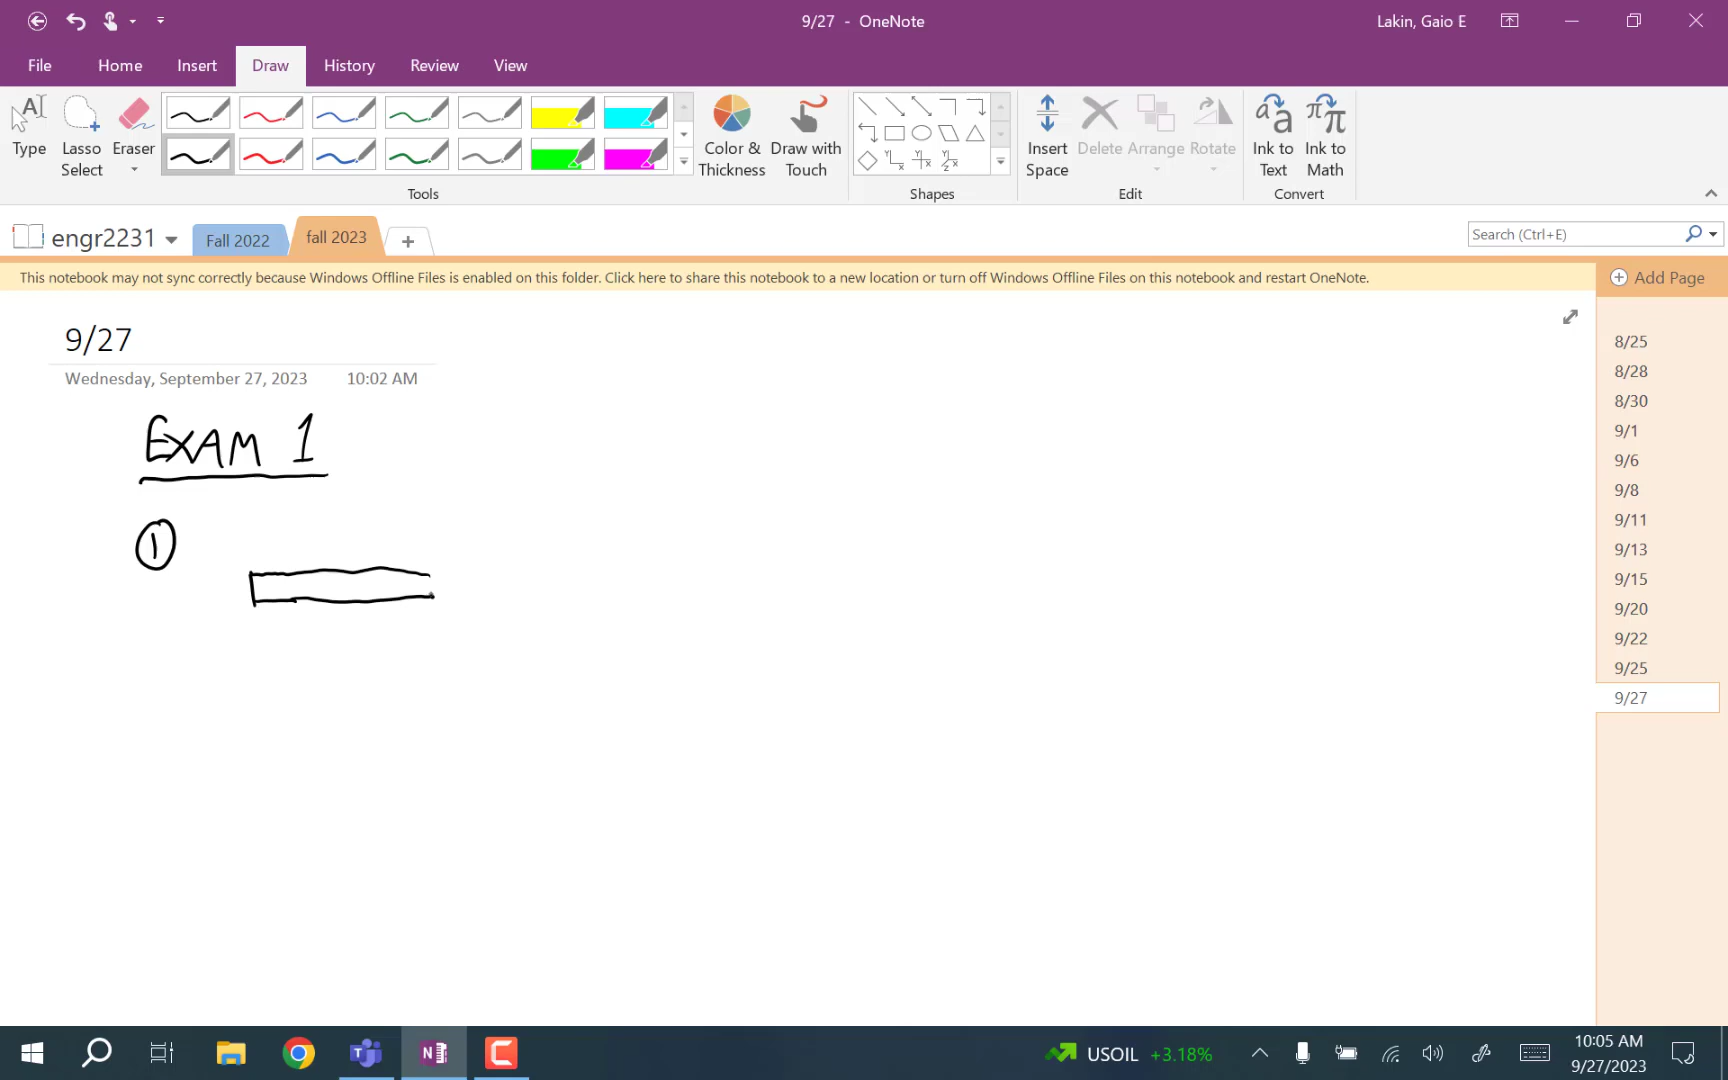 9/27 - OneNote
Lakin, Gaio E
File Home Insert Draw History Review View
Type
Lasso Select
Eraser
Color & Thickness
Draw with Touch
Insert Space
Delete
Arrange
Rotate
Ink to Text
Ink to Math
Tools
Shapes
Edit
Convert
engr2231
Fall 2022
fall 2023
Search (Ctrl+E)
This notebook may not sync correctly because Windows Offline Files is enabled on this folder. Click here to share this notebook to a new location or turn off Windows Offline Files on this notebook and restart OneNote.
Add Page
9/27
Wednesday, September 27, 2023 10:02 AM
EXAM 1
1
8/25
8/28
8/30
9/1
9/6
9/8
9/11
9/13
9/15
9/20
9/22
9/25
9/27
USOIL +3.18%
10:05 AM
9/27/2023